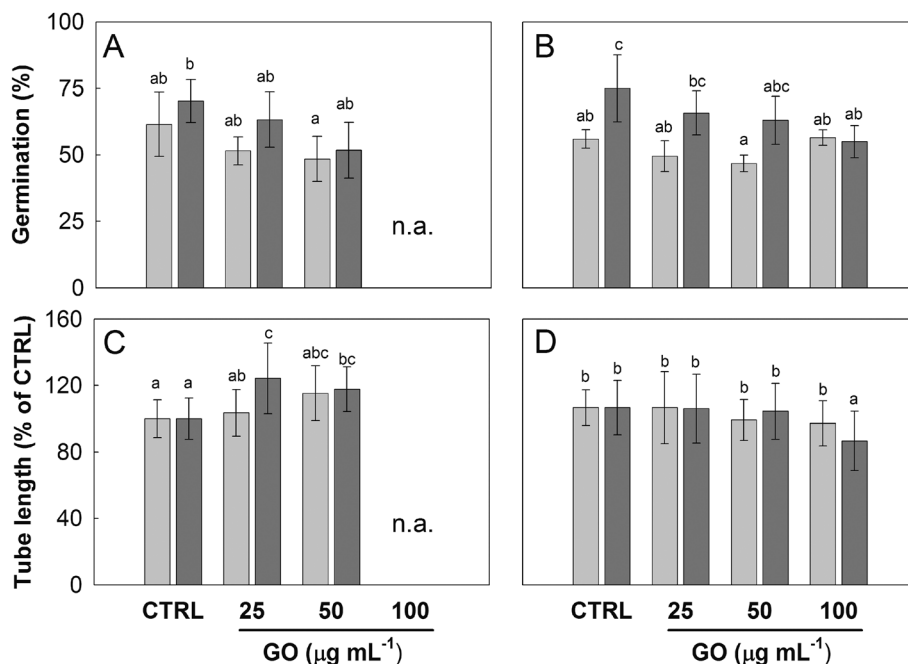 100
75
50
25
0
Germination (%)
A
ab b ab ab a ab
n.a.
B
ab c ab bc a abc ab ab
160
120
80
40
0
Tube length (% of CTRL)
C
a a ab c abc bc
n.a.
D
b b b b b b b a
CTRL 25 50 100
GO (µg mL⁻¹)
CTRL 25 50 100
GO (µg mL⁻¹)